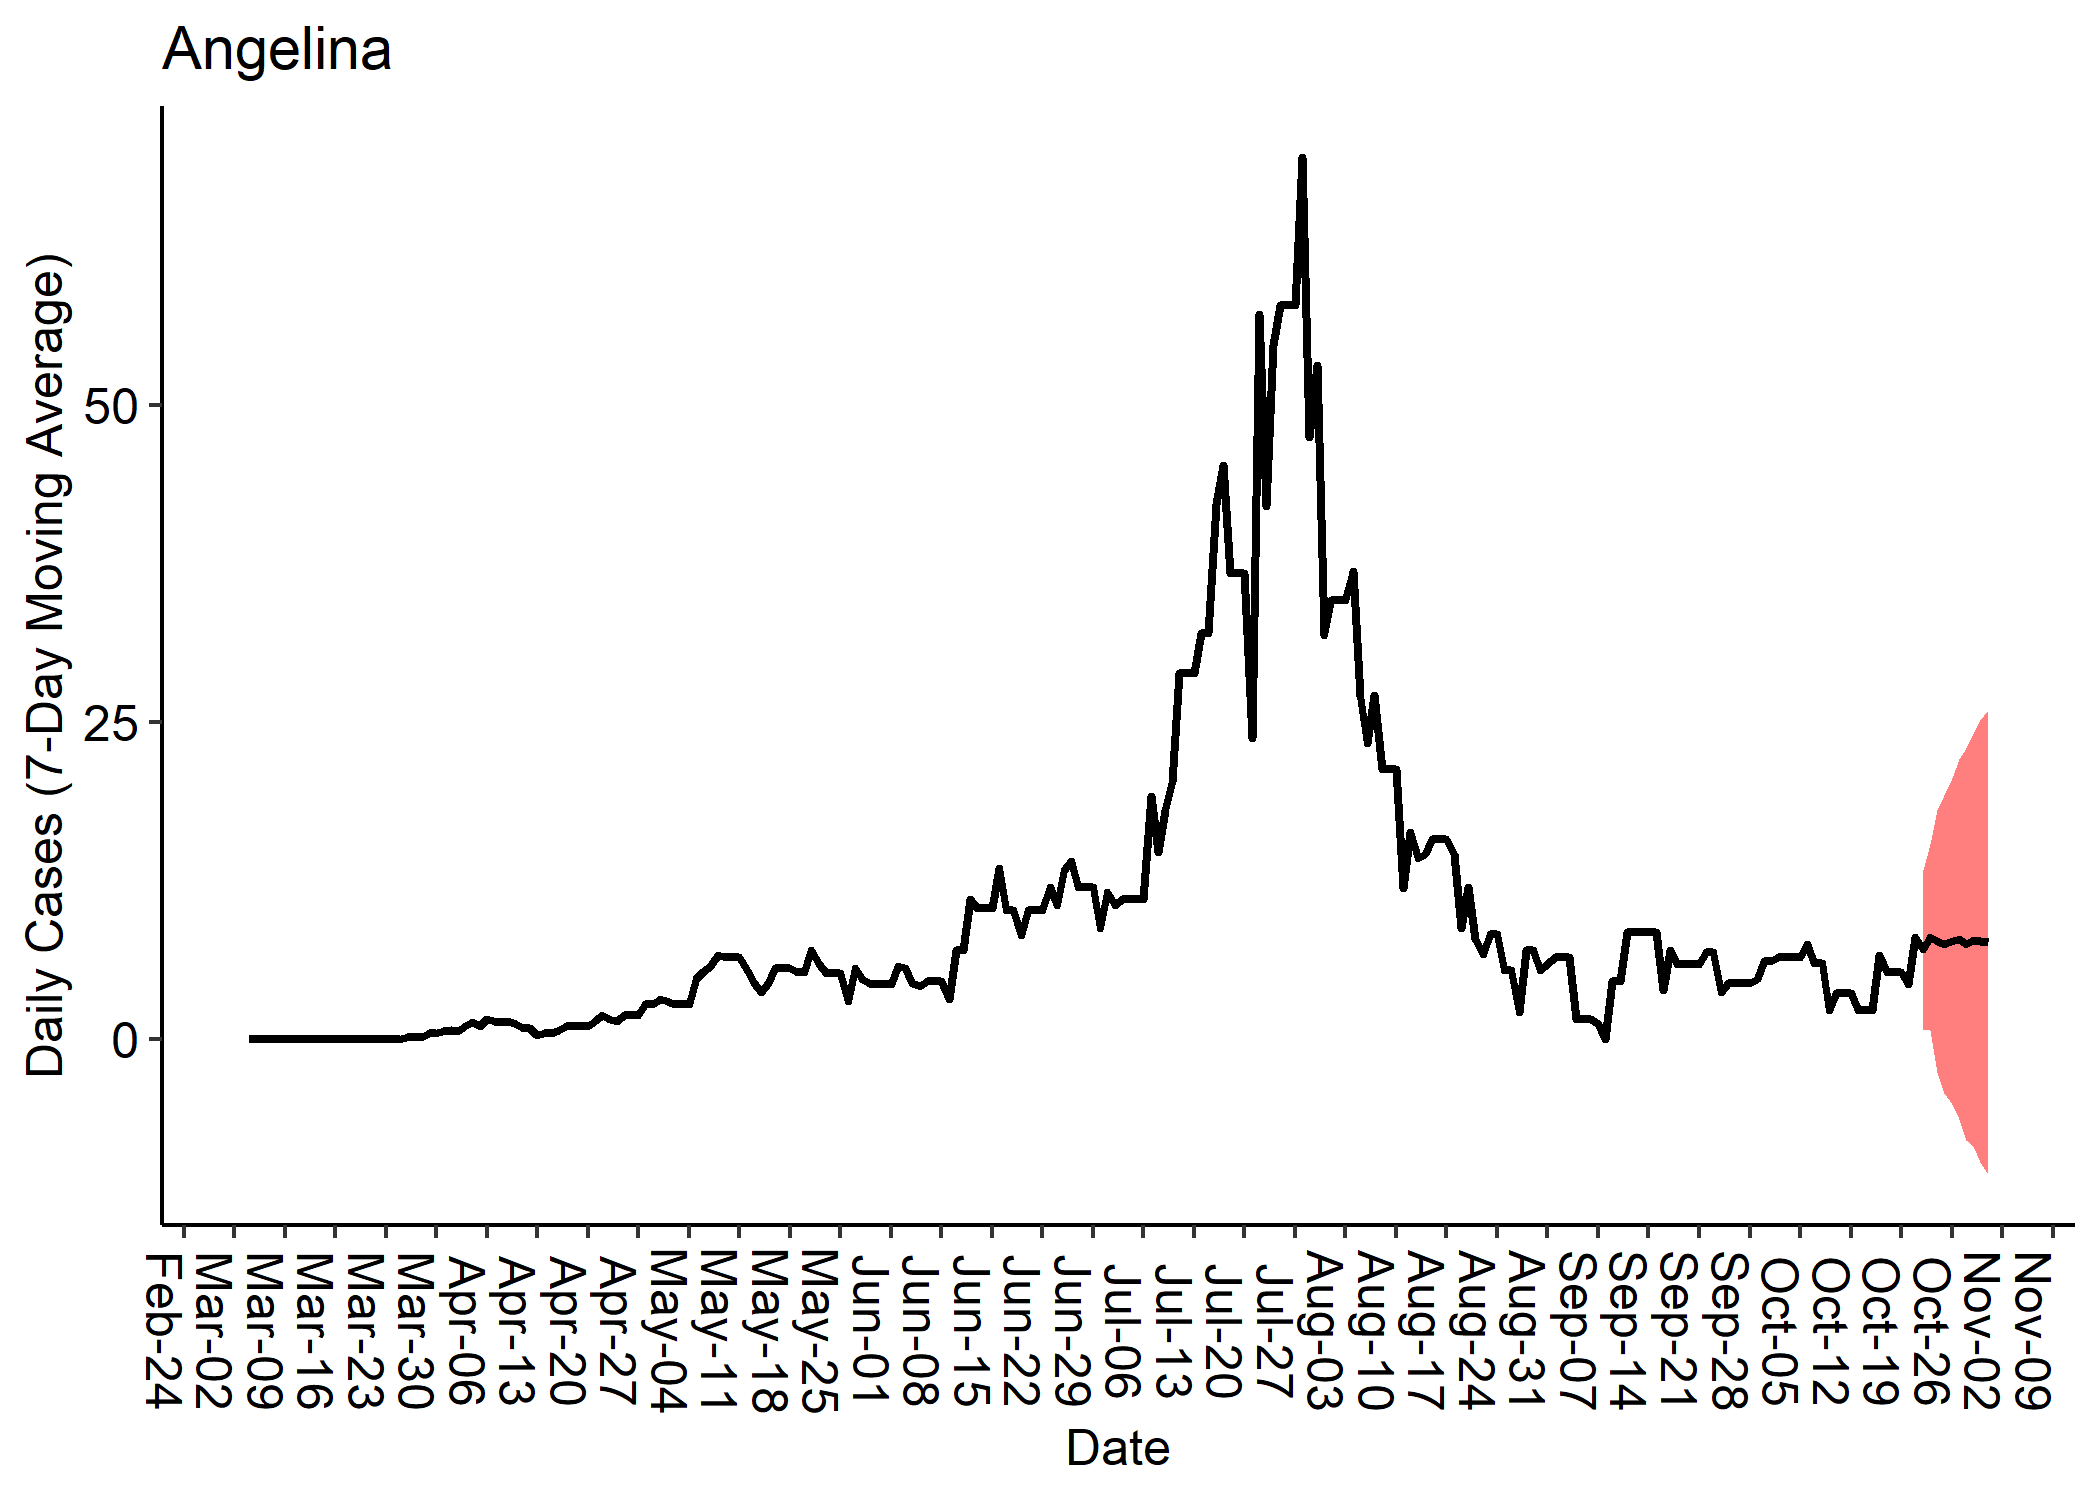 Angelina
Daily Cases (7-Day Moving Average)
50
25
0
Feb-24
Mar-02
Mar-09
Mar-16
Mar-23
Mar-30
Apr-06
Apr-13
Apr-20
Apr-27
May-04
May-11
May-18
May-25
Jun-01
Jun-08
Jun-15
Jun-22
Jun-29
Jul-06
Jul-13
Jul-20
Jul-27
Aug-03
Aug-10
Aug-17
Aug-24
Aug-31
Sep-07
Sep-14
Sep-21
Sep-28
Oct-05
Oct-12
Oct-19
Oct-26
Nov-02
Nov-09
Date